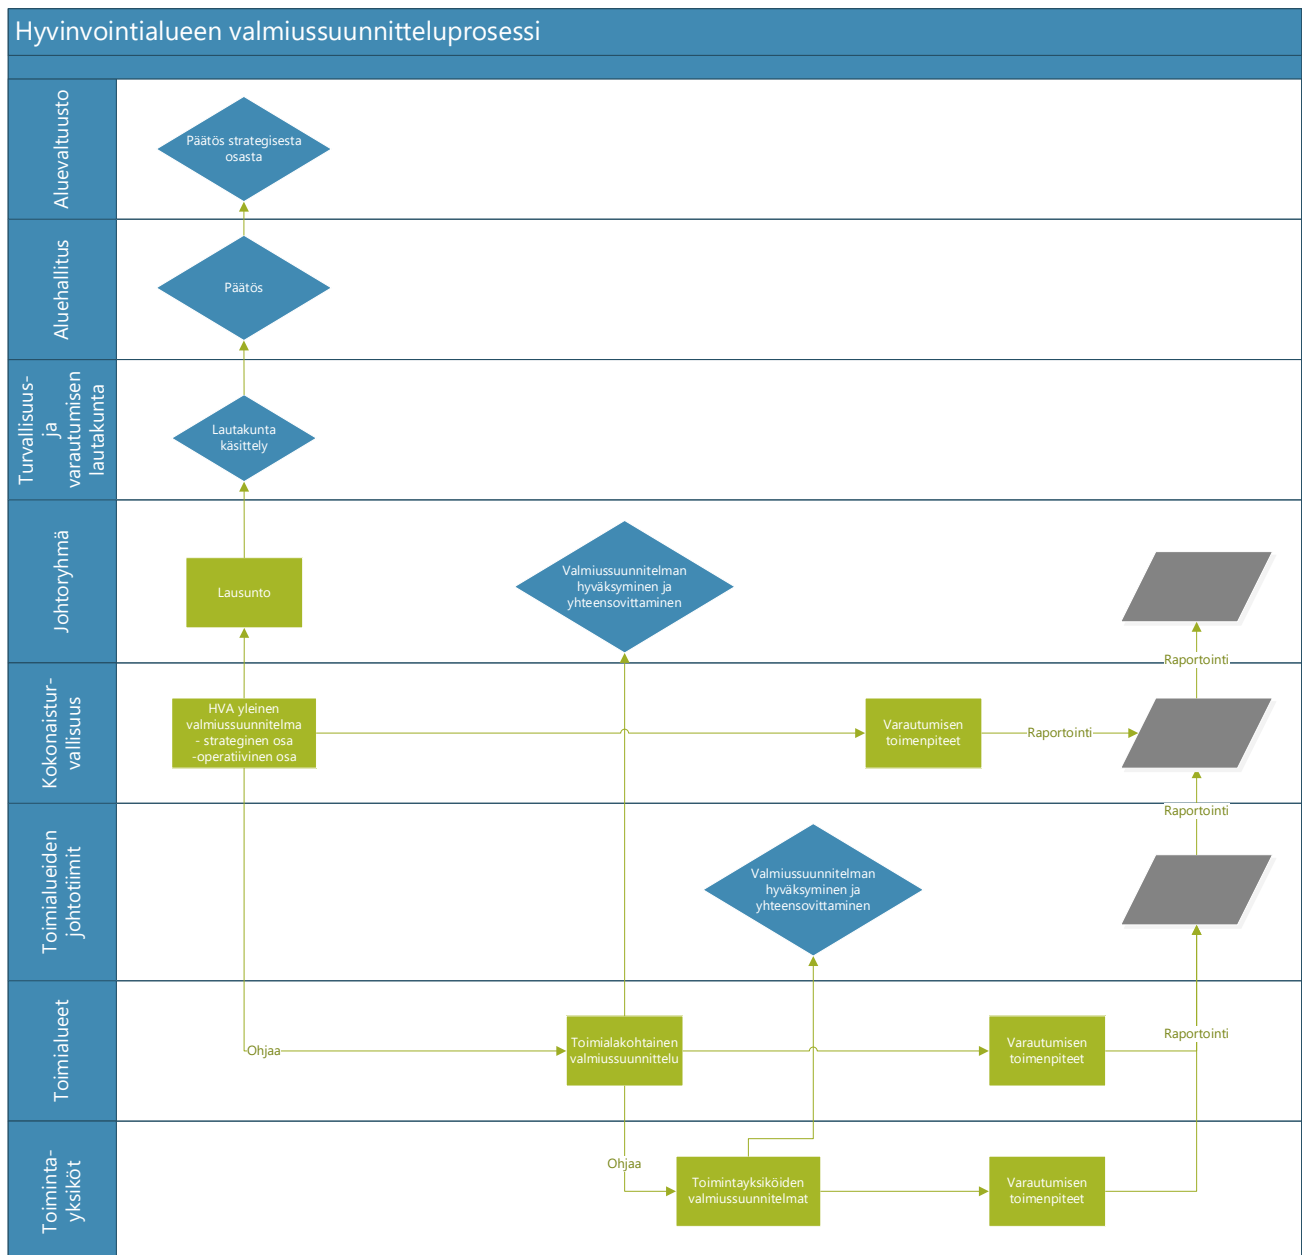 Hyvinvointialueen valmiussuunnitteluprosessi
Aluevaltuusto
Päätös strategisesta
osasta
Aluehallitus
Päätös
Turvallisuus-
ja
varautumisen
lautakunta
Lautakunta
käsittely
Johtoryhmä
Lausunto
Valmiussuunnitelman
hyväksyminen ja
yhteensovittaminen
Raportointi
Kokonaistur-
vallisuus
HVA yleinen
valmiussuunnitelma
- strateginen osa
-operatiivinen osa
Varautumisen
toimenpiteet
Raportointi
Raportointi
Toimialueiden
johtotiimit
Valmiussuunnitelman
hyväksyminen ja
yhteensovittaminen
Toimialueet
Ohjaa
Toimialakohtainen
valmiussuunnittelu
Varautumisen
toimenpiteet
Raportointi
Toiminta-
yksiköt
Ohjaa
Toimintayksiköiden
valmiussuunnitelmat
Varautumisen
toimenpiteet